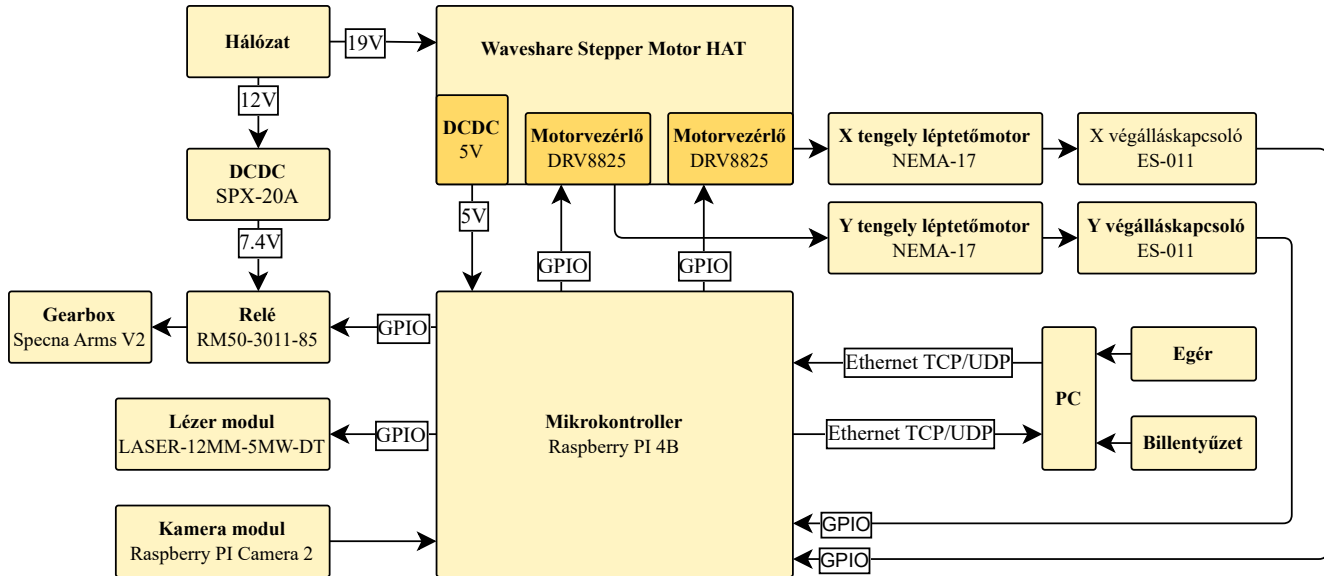 Hálózat
19V
Waveshare Stepper Motor HAT
12V
DCDC
5V
Motorvezérlő
DRV8825
Motorvezérlő
DRV8825
X tengely léptetőmotor
NEMA-17
X végálláskapcsoló
ES-011
DCDC
SPX-20A
5V
Y tengely léptetőmotor
NEMA-17
Y végálláskapcsoló
ES-011
7.4V
GPIO
GPIO
Gearbox
Specna Arms V2
Relé
RM50-3011-85
GPIO
Ethernet TCP/UDP
Egér
PC
Lézer modul
LASER-12MM-5MW-DT
GPIO
Mikrokontroller
Raspberry PI 4B
Ethernet TCP/UDP
Billentyűzet
Kamera modul
Raspberry PI Camera 2
GPIO
GPIO